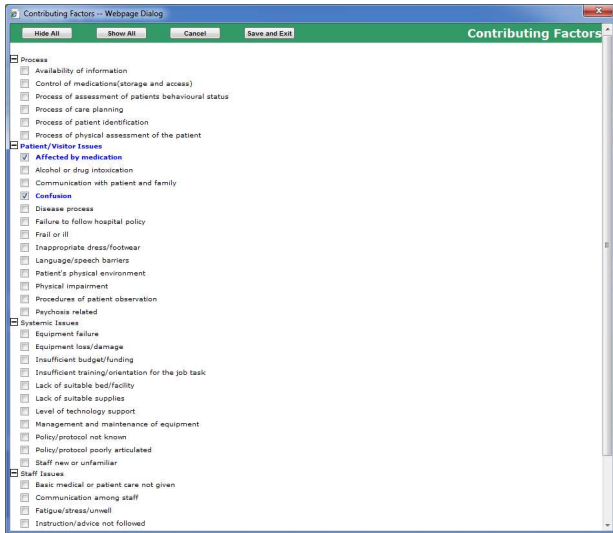 Contributing Factors -- Webpage Dialog
Hide All Show All Cancel Save and Exit Contributing Factors
Process
Availability of information
Control of medications(storage and access)
Process of assessment of patients behavioural status
Process of care planning
Process of patient identification
Process of physical assessment of the patient
Patient/Visitor Issues
Affected by medication
Alcohol or drug intoxication
Communication with patient and family
Confusion
Disease process
Failure to follow hospital policy
Frail or ill
Inappropriate dress/footwear
Language/speech barriers
Patient's physical environment
Physical impairment
Procedures of patient observation
Psychosis related
Systemic Issues
Equipment failure
Equipment loss/damage
Insufficient budget/funding
Insufficient training/orientation for the job task
Lack of suitable bed/facility
Lack of suitable supplies
Level of technology support
Management and maintenance of equipment
Policy/protocol not known
Policy/protocol poorly articulated
Staff new or unfamiliar
Staff Issues
Basic medical or patient care not given
Communication among staff
Fatigue/stress/unwell
Instruction/advice not followed